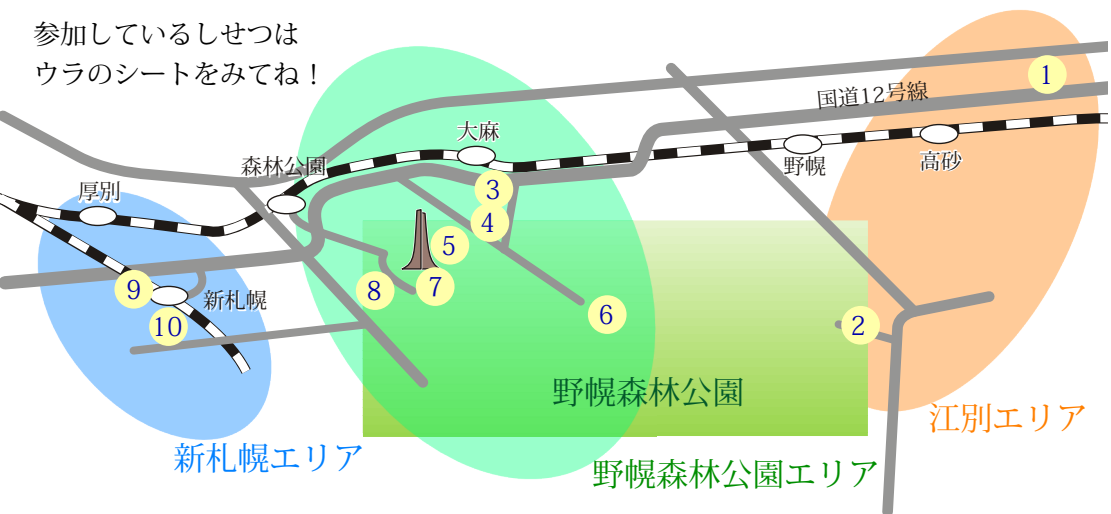 参加しているしせつは
ウラのシートをみてね！
1
国道12号線
大麻
森林公園
野幌
高砂
厚別
3
4
5
9
新札幌
8
7
10
6
2
野幌森林公園
江別エリア
新札幌エリア
野幌森林公園エリア